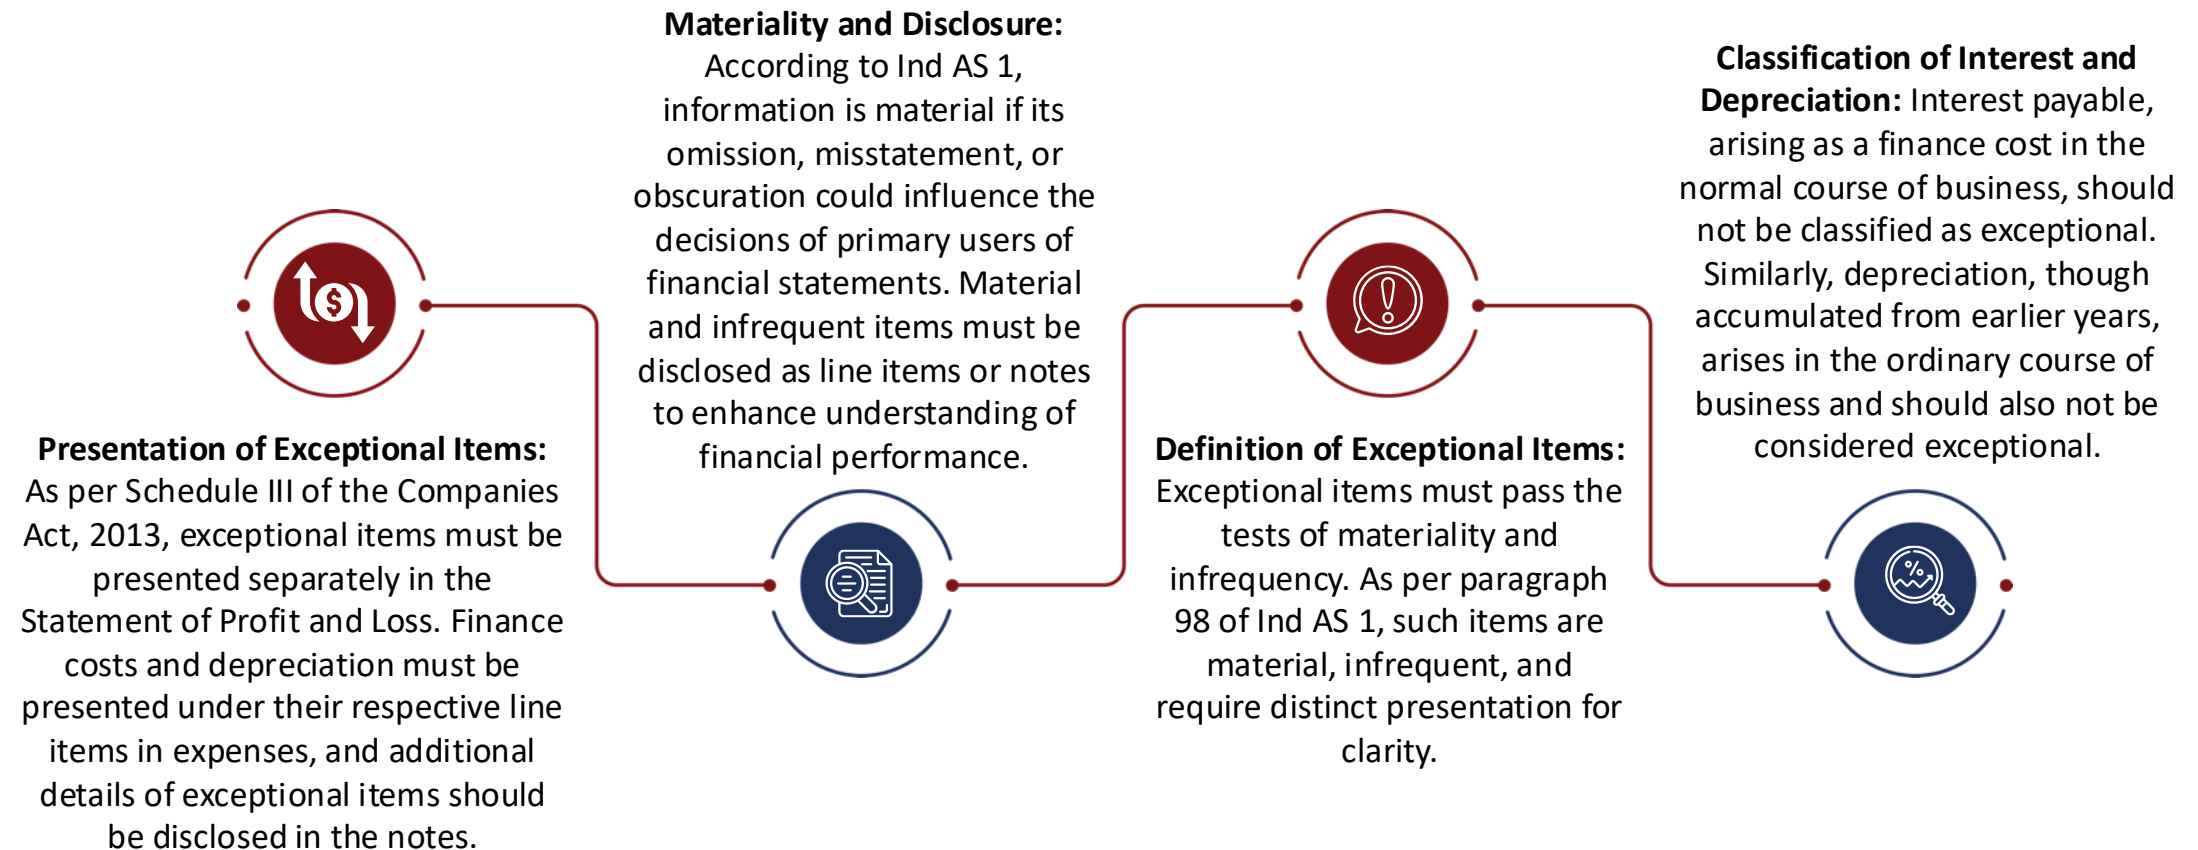 Presentation of Exceptional Items:
As per Schedule III of the Companies
Act, 2013, exceptional items must be
presented separately in the
Statement of Profit and Loss. Finance
costs and depreciation must be
presented under their respective line
items in expenses, and additional
details of exceptional items should
be disclosed in the notes.
Materiality and Disclosure:
According to Ind AS 1,
information is material if its
omission, misstatement, or
obscuration could influence the
decisions of primary users of
financial statements. Material
and infrequent items must be
disclosed as line items or notes
to enhance understanding of
financial performance.
Definition of Exceptional Items:
Exceptional items must pass the
tests of materiality and
infrequency. As per paragraph
98 of Ind AS 1, such items are
material, infrequent, and
require distinct presentation for
clarity.
Classification of Interest and
Depreciation: Interest payable,
arising as a finance cost in the
normal course of business, should
not be classified as exceptional.
Similarly, depreciation, though
accumulated from earlier years,
arises in the ordinary course of
business and should also not be
considered exceptional.